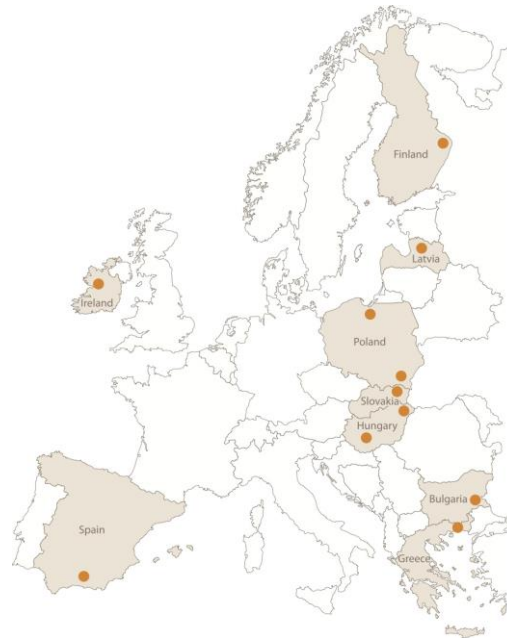 Finland
Latvia
Ireland
Poland
Slovakia
Hungary
Bulgaria
Spain
Greece